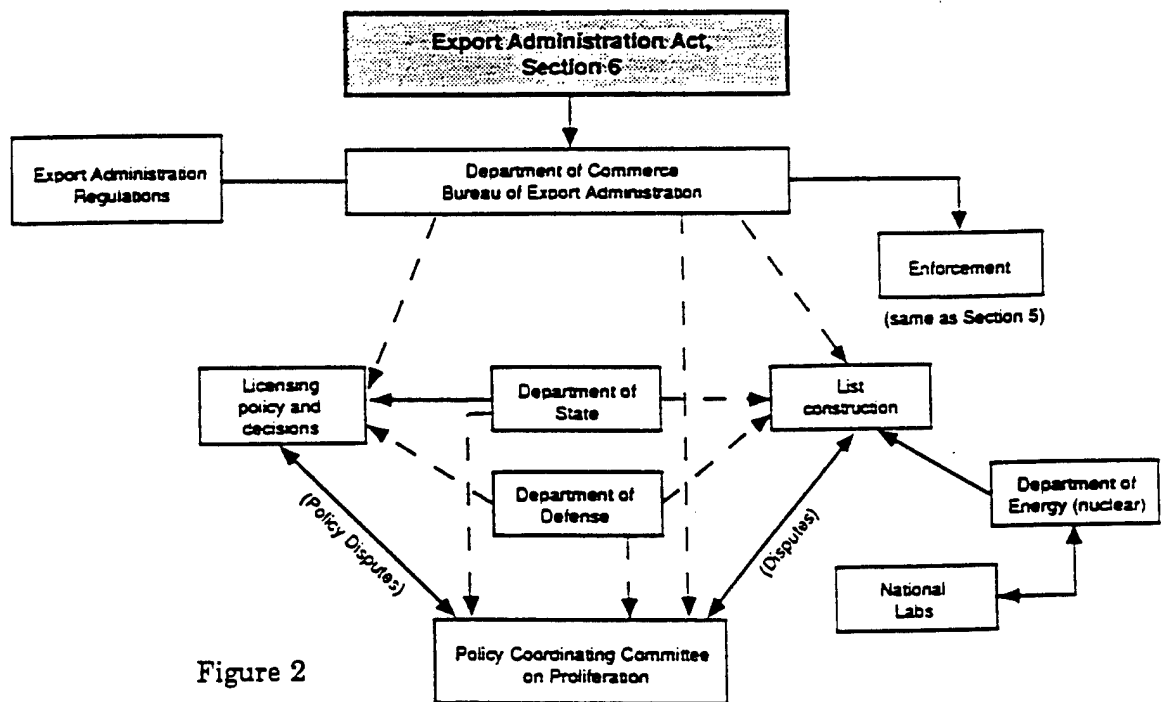 Export Administration Act,
Section 6
Export Administration
Regulations
Department of Commerce
Bureau of Export Administration
Enforcement
(same as Section 5)
Licensing
policy and
decisions
Department of
State
List
construction
Department of
Defense
Department of
Energy (nuclear)
(Policy Disputes)
(Disputes)
National
Labs
Policy Coordinating Committee
on Proliferation
Figure 2